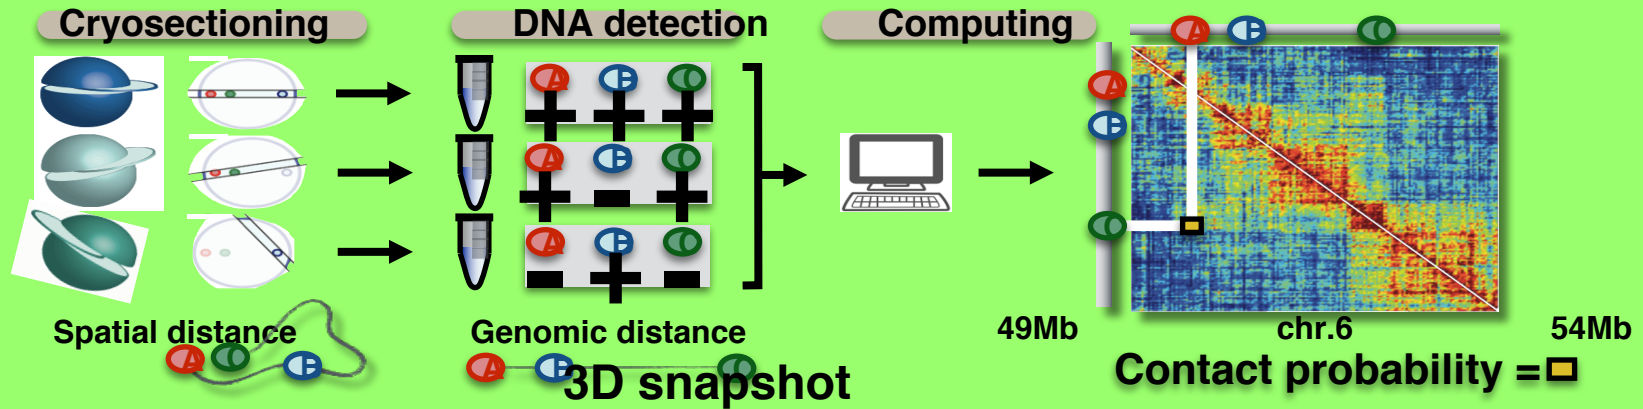 Cryosectioning
DNA detection
Computing
A B C
A
B
C
A B C
+ + +
A B C
+ - +
A B C
- + -
Spatial distance
A C B
Genomic distance
A B C
3D snapshot
49Mb chr.6 54Mb
Contact probability =